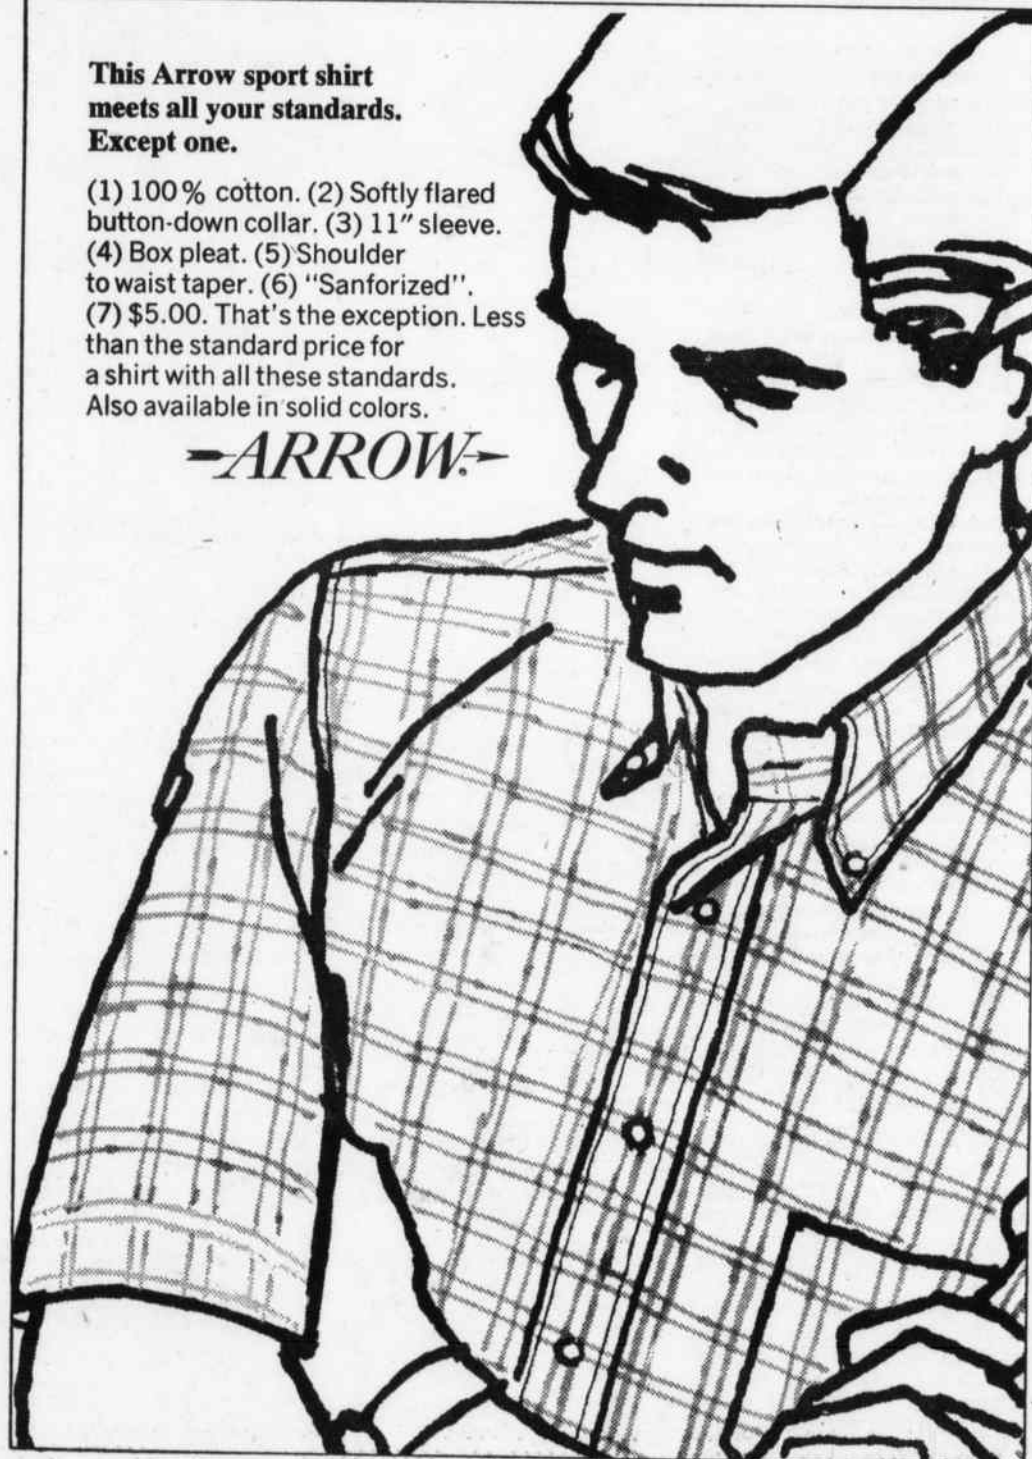 This Arrow sport shirt
meets all your standards.
Except one.
(1) 100% cotton. (2) Softly flared
button-down collar. (3) 11" sleeve.
(4) Box pleat. (5) Shoulder
to waist taper. (6) "Sanforized".
(7) $5.00. That's the exception. Less
than the standard price for
a shirt with all these standards.
Also available in solid colors.
ARROW.